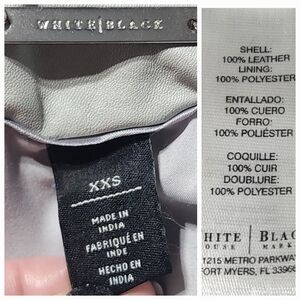 WHITE|BLACK
XXS
MADE IN
INDIA
FABRIQUÉ EN
INDE
HECHO EN
INDIA
SHELL:
100% LEATHER
LINING:
100% POLYESTER
ENTALLADO:
100% CUERO
FORRO:
100% POLIÉSTER
COQUILLE:
100% CUIR
DOUBLURE:
100% POLYESTER
HITE | BLAC
OUSE | MARK
1215 METRO PARKWAY
ORT MYERS, FL 33966